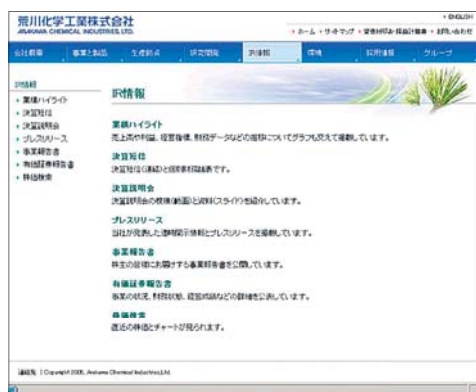 荒川化学工業株式会社
ARAKAWA CHEMICAL INDUSTRIES, LTD.
ENGLISH
ホーム サイトマップ お問い合わせ
会社概要 事業と製品 生産拠点 研究開発 IR情報 環境 採用情報 グループ
IR情報
業績ハイライト
決算短信
決算説明会
プレスリリース
事業報告書
有価証券報告書
株価検索
IR情報
業績ハイライト
売上高や利益、経営指標、財務データなどの推移についてグラフも交えて掲載しています。
決算短信
決算短信(連結)と個別財務諸表です。
決算説明会
決算説明会の模様(動画)と資料(スライド)を紹介しています。
プレスリリース
当社が発表した適時開示情報とプレスリリースを掲載しています。
事業報告書
株主の皆様にお届けする事業報告書を公開しています。
有価証券報告書
事業の状況、財務状態、経営成績などの詳細を公表しています。
株価検索
直近の株価とチャートが見られます。
連絡先 | Copyright 2005, Arakawa Chemical Industries,Ltd.